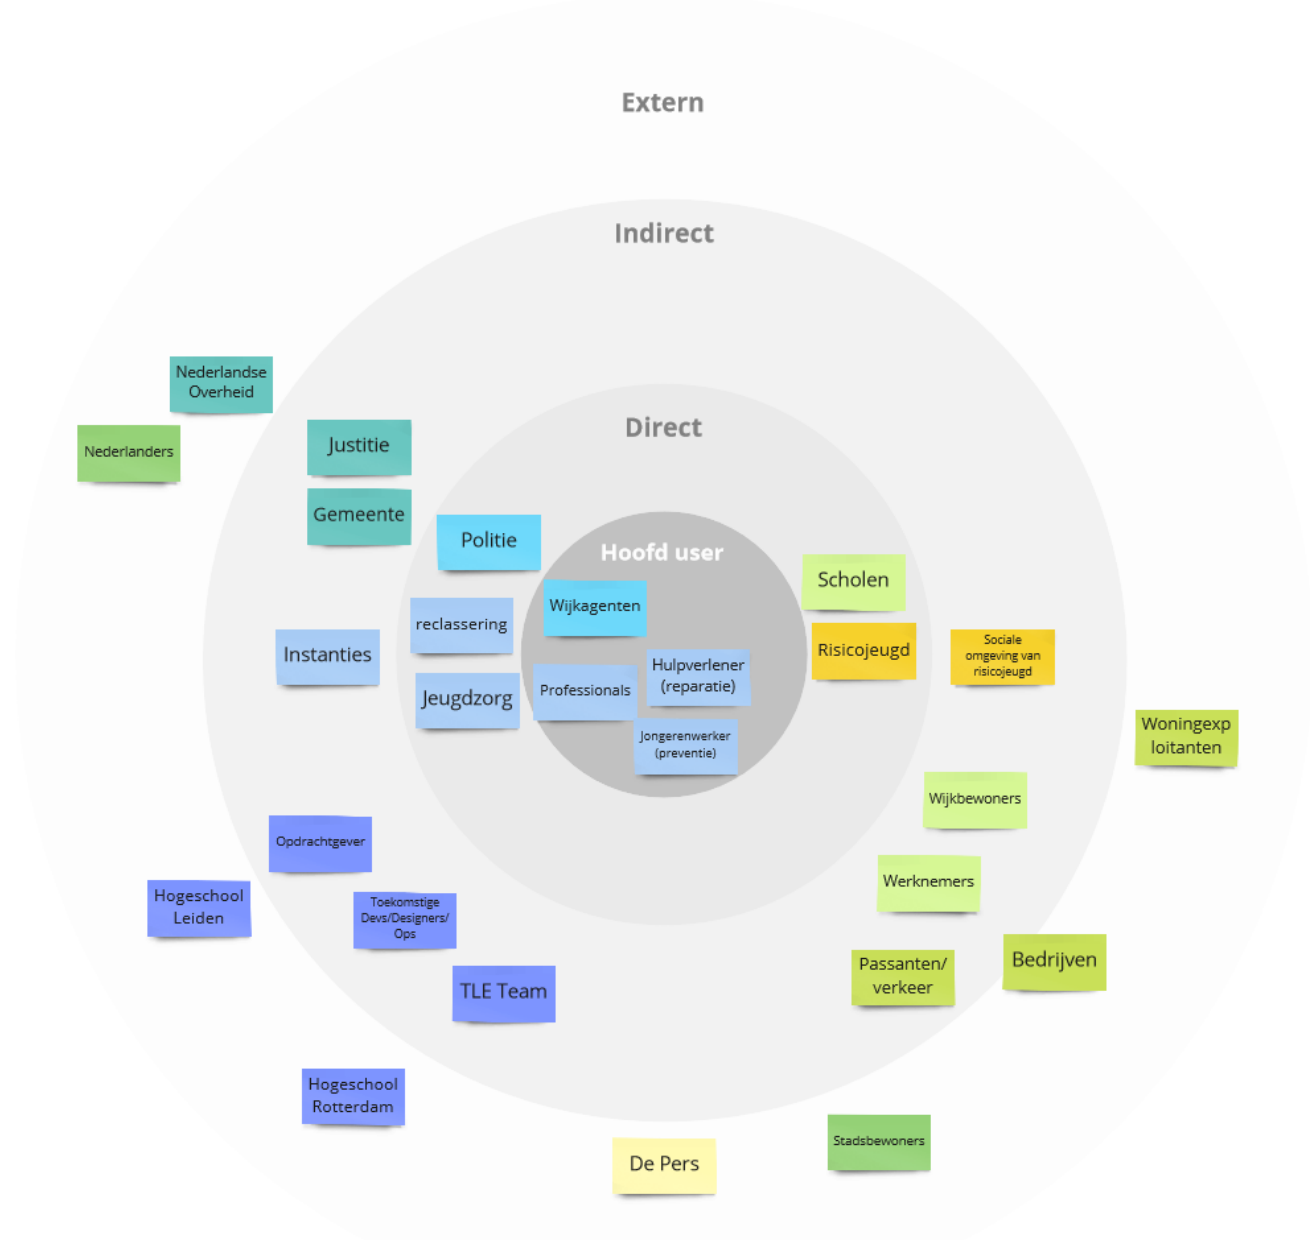 Extern
Indirect
Nederlandse
Overheid
Nederlanders
Justitie
Gemeente
Direct
Politie
Hoofd user
Wijkagenten
reclassering
Instanties
Jeugdzorg
Professionals
Hulpverlener
(reparatie)
Jongerenwerker
(preventie)
Scholen
Risicojeugd
Sociale
omgeving van
risicojeugd
Woningexp
loitanten
Wijkbewoners
Werknemers
Passanten/
verkeer
Bedrijven
Opdrachtgever
Hogeschool
Leiden
Toekomstige
Devs/Designers/
Ops
TLE Team
Hogeschool
Rotterdam
De Pers
Stadsbewoners